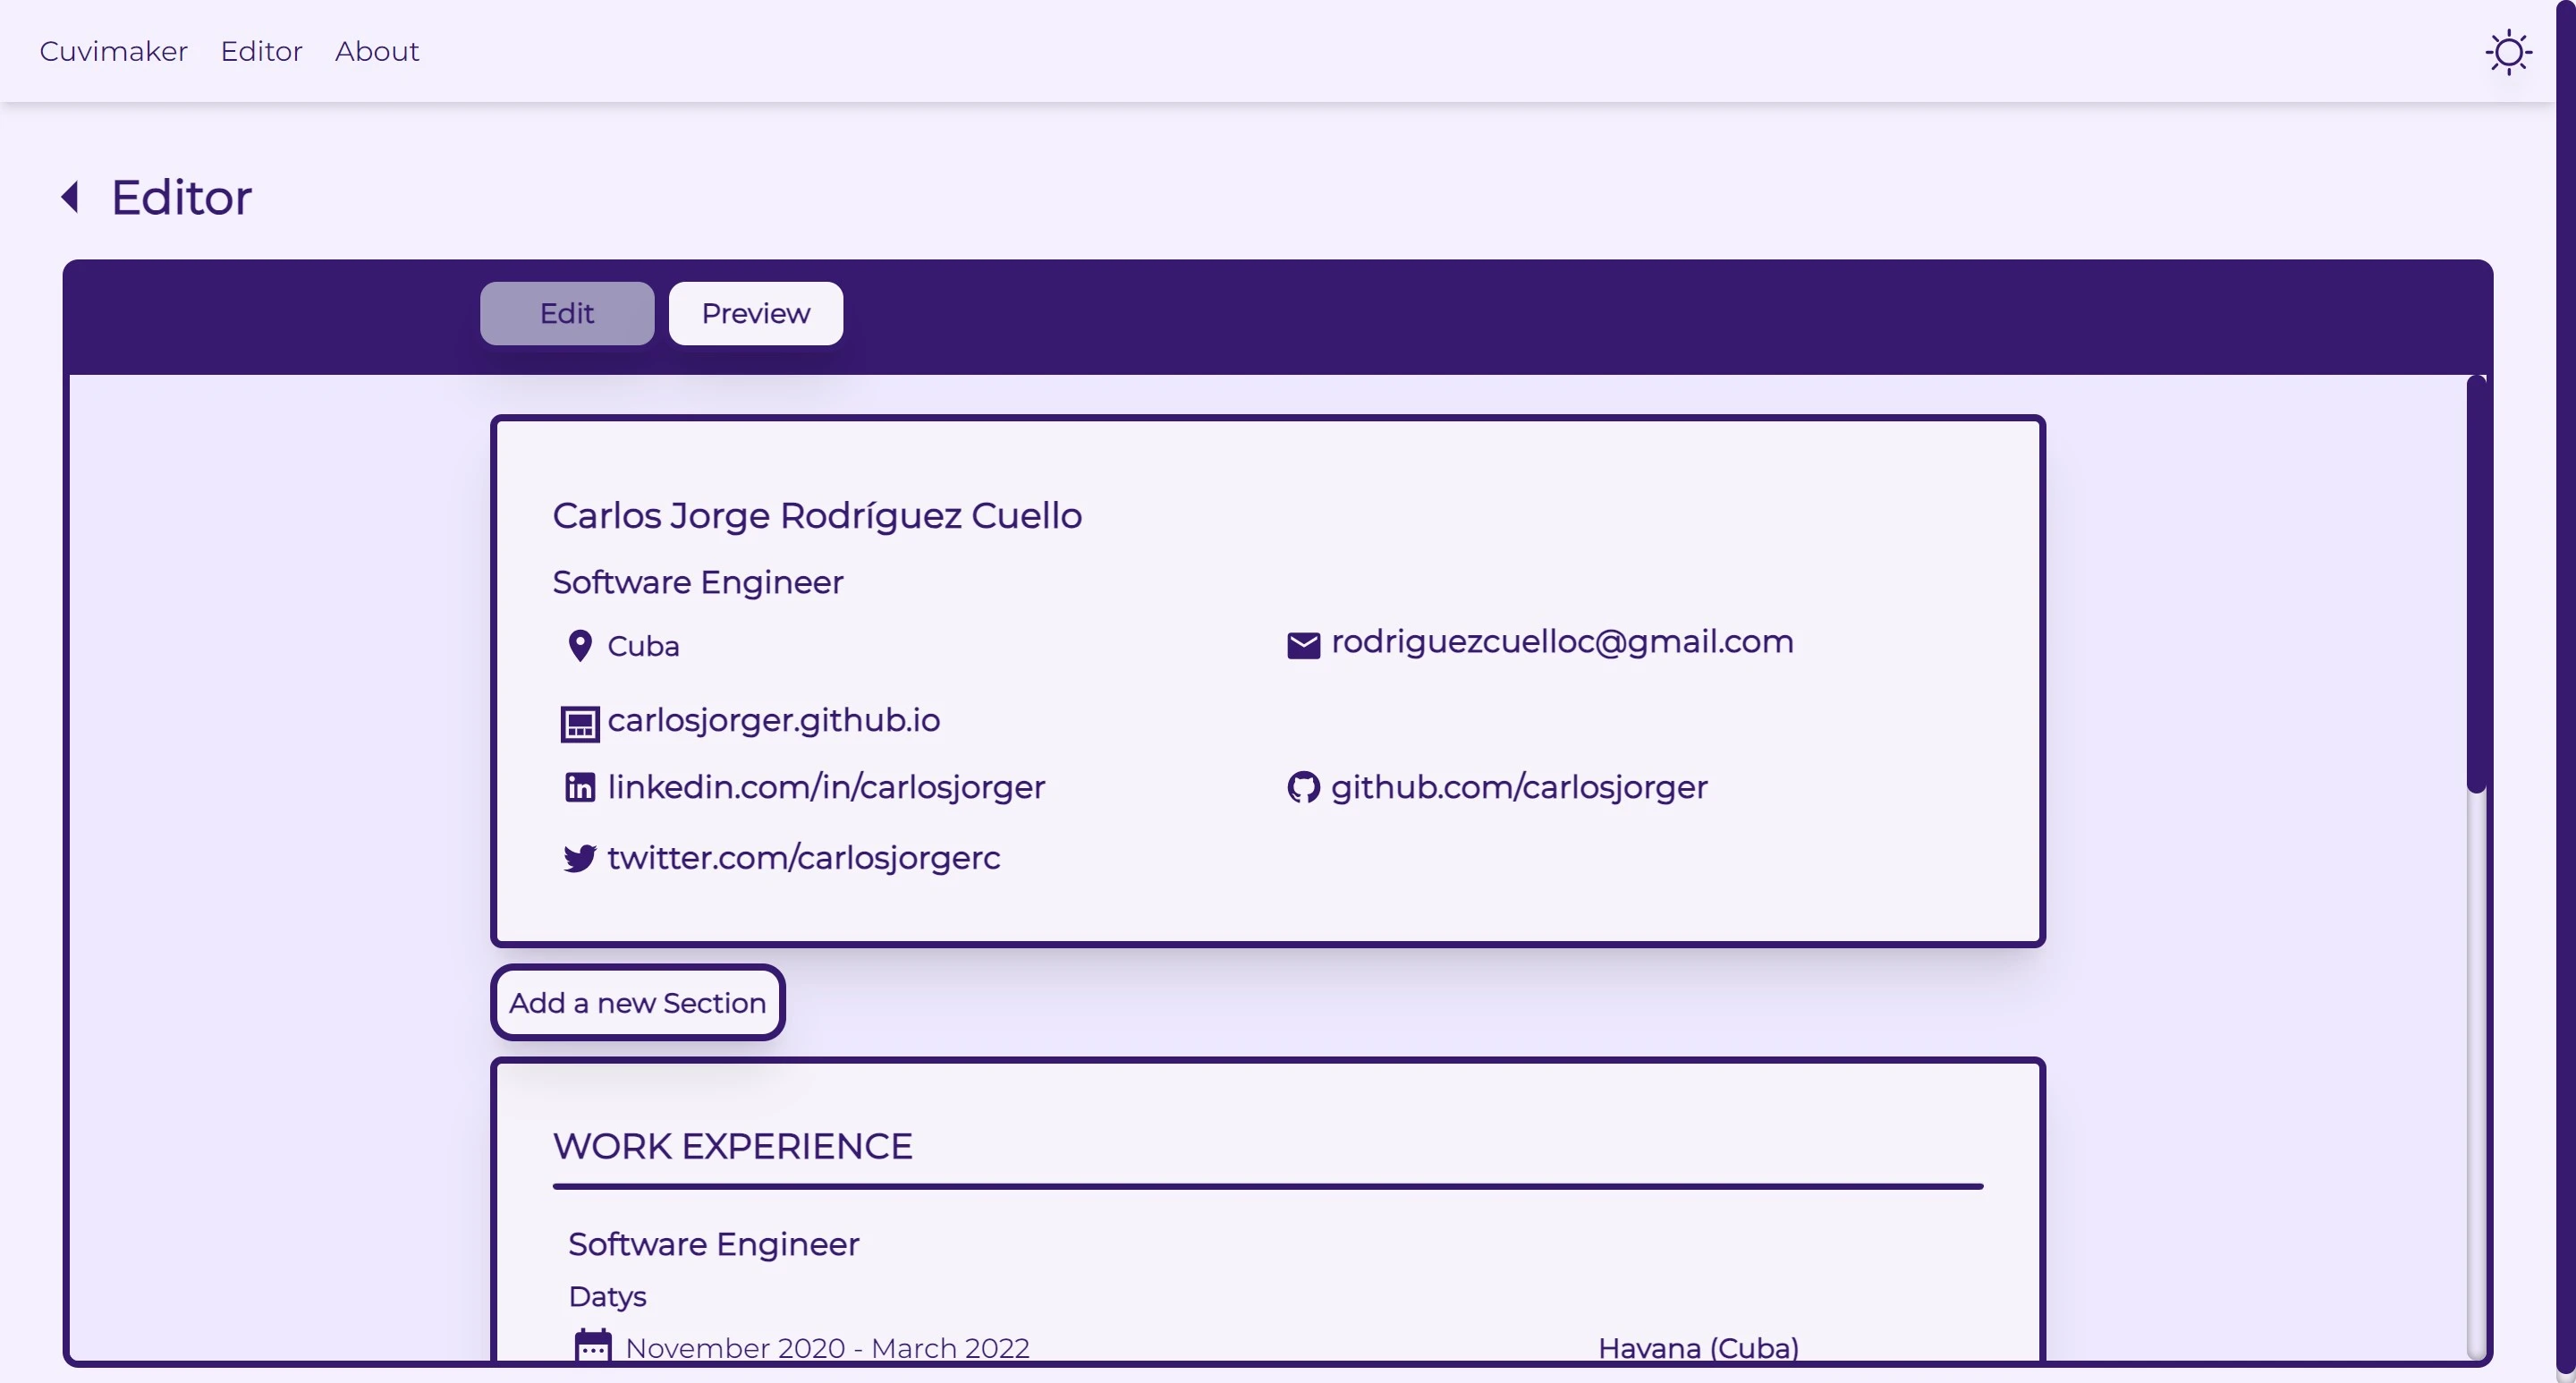 Cuvimaker Editor About
Editor
Edit Preview
Carlos Jorge Rodríguez Cuello
Software Engineer
Cuba rodriguezcuelloc@gmail.com
carlosjorger.github.io
linkedin.com/in/carlosjorger github.com/carlosjorger
twitter.com/carlosjorgerc
Add a new Section
WORK EXPERIENCE
Software Engineer
Datys
November 2020 - March 2022 Havana (Cuba)